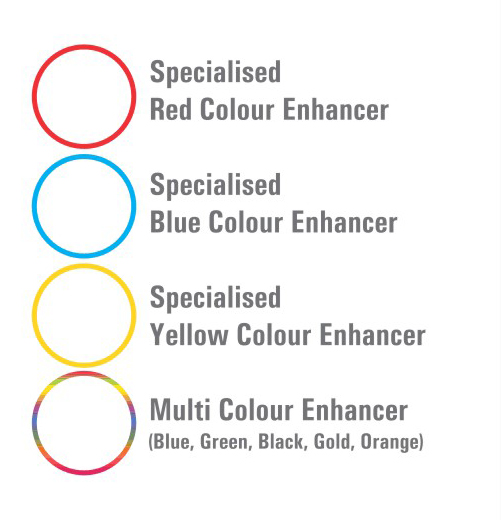 Specialised
Red Colour Enhancer
Specialised
Blue Colour Enhancer
Specialised
Yellow Colour Enhancer
Multi Colour Enhancer
(Blue, Green, Black, Gold, Orange)